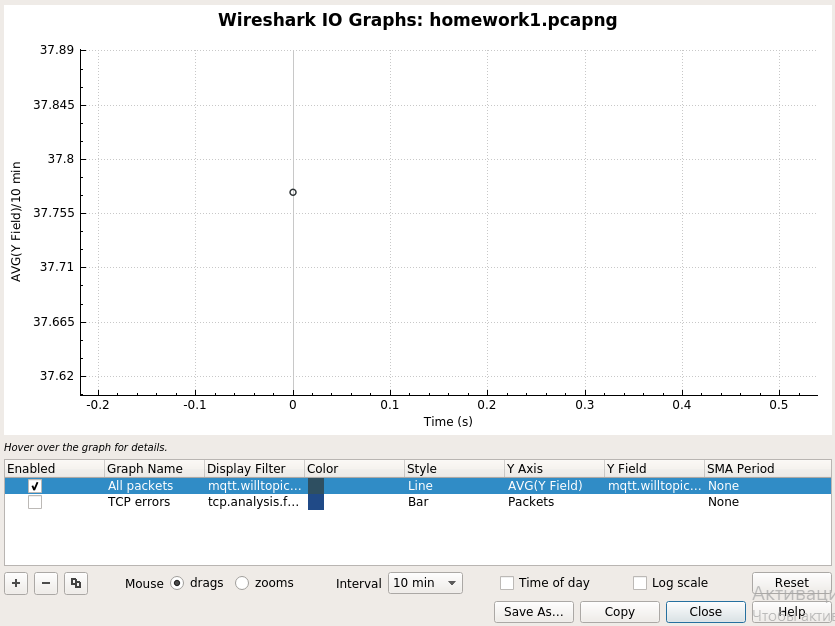 Wireshark IO Graphs: homework1.pcapng
37.89
37.845
37.8
37.755
37.71
37.665
37.62
AVG(Y Field)/10 min
-0.2 -0.1 0 0.1 0.2 0.3 0.4 0.5
Time (s)
Hover over the graph for details.
Enabled Graph Name Display Filter Color Style Y Axis Y Field SMA Period
All packets mqtt.willtopic... Line AVG(Y Field) mqtt.willtopic... None
TCP errors tcp.analysis.f... Bar Packets None
+ − Mouse drags zooms Interval 10 min Time of day Log scale Reset
Активаци
Save As... Copy Close Help
Чтобы актив